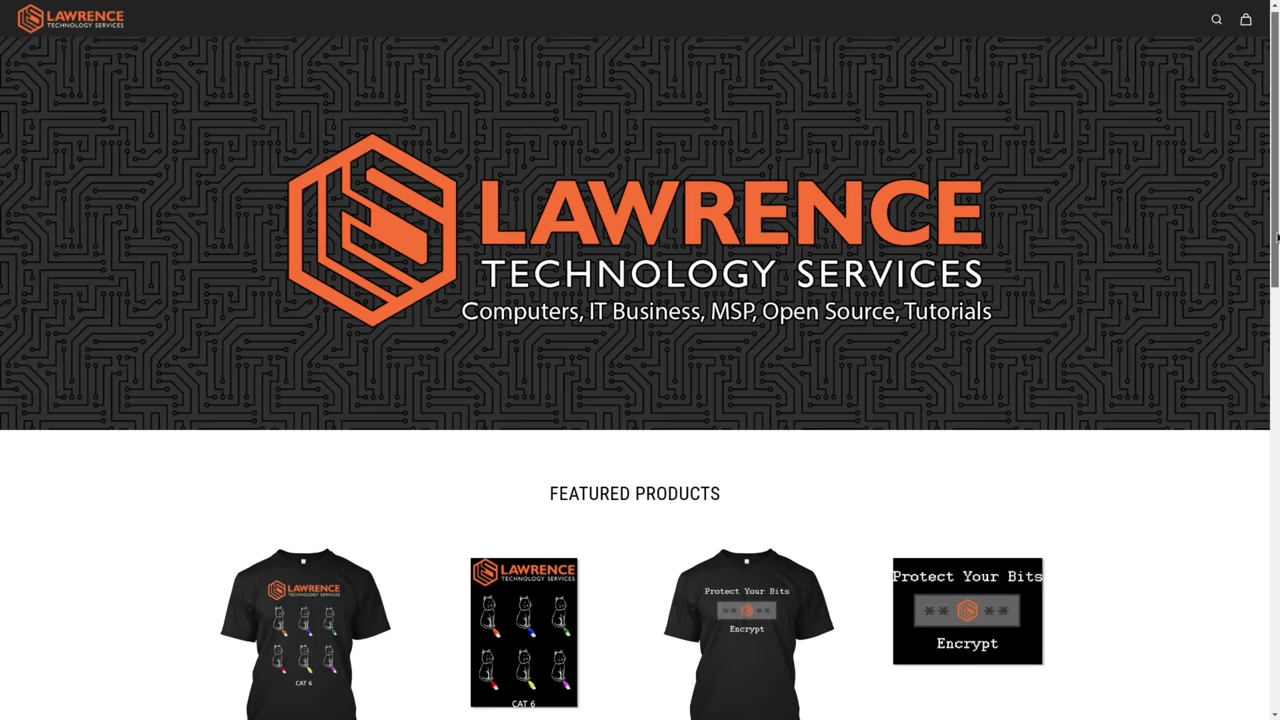 LAWRENCE
TECHNOLOGY SERVICES
LAWRENCE
TECHNOLOGY SERVICES
Computers, IT Business, MSP, Open Source, Tutorials
FEATURED PRODUCTS
LAWRENCE
TECHNOLOGY SERVICES
CAT 6
LAWRENCE
TECHNOLOGY SERVICES
CAT 6
Protect Your Bits
** **
Encrypt
Protect Your Bits
** **
Encrypt